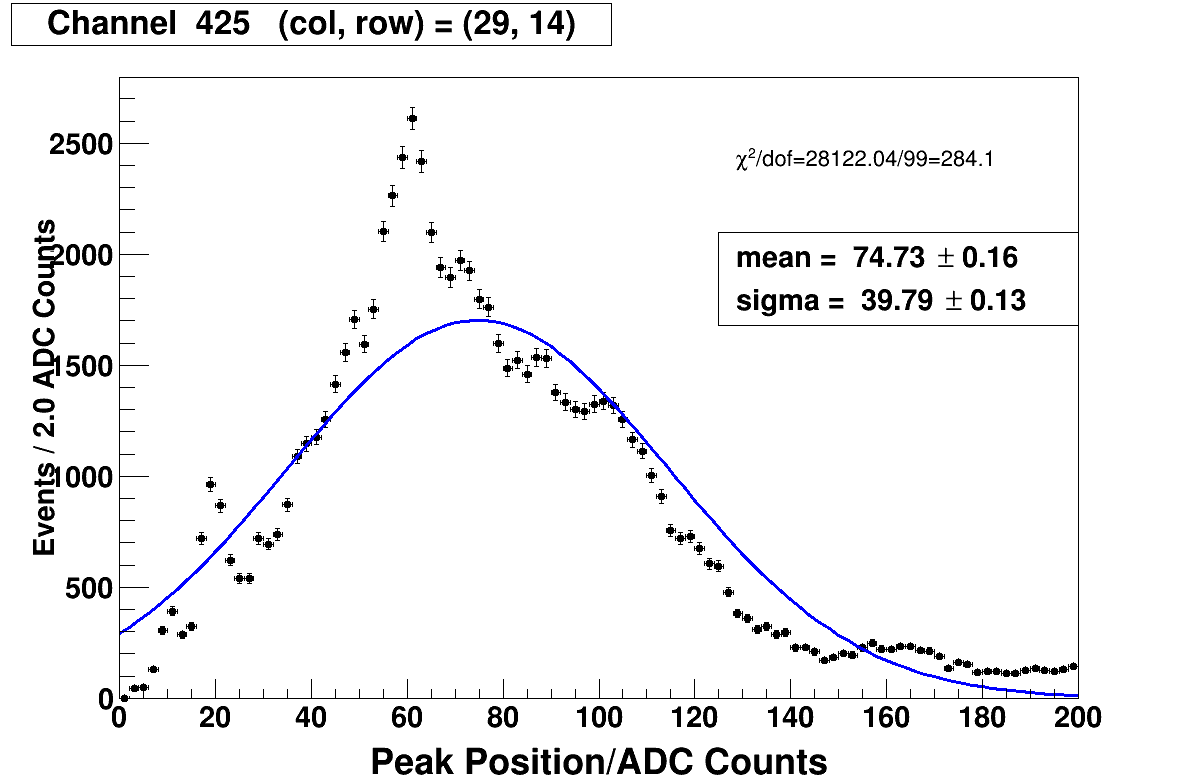 Channel 425 (col, row) = (29, 14)
χ²/dof=28122.04/99=284.1
mean = 74.73 ± 0.16
sigma = 39.79 ± 0.13
Events / 2.0 ADC Counts
2500
2000
1500
1000
500
0
0 20 40 60 80 100 120 140 160 180 200
Peak Position/ADC Counts